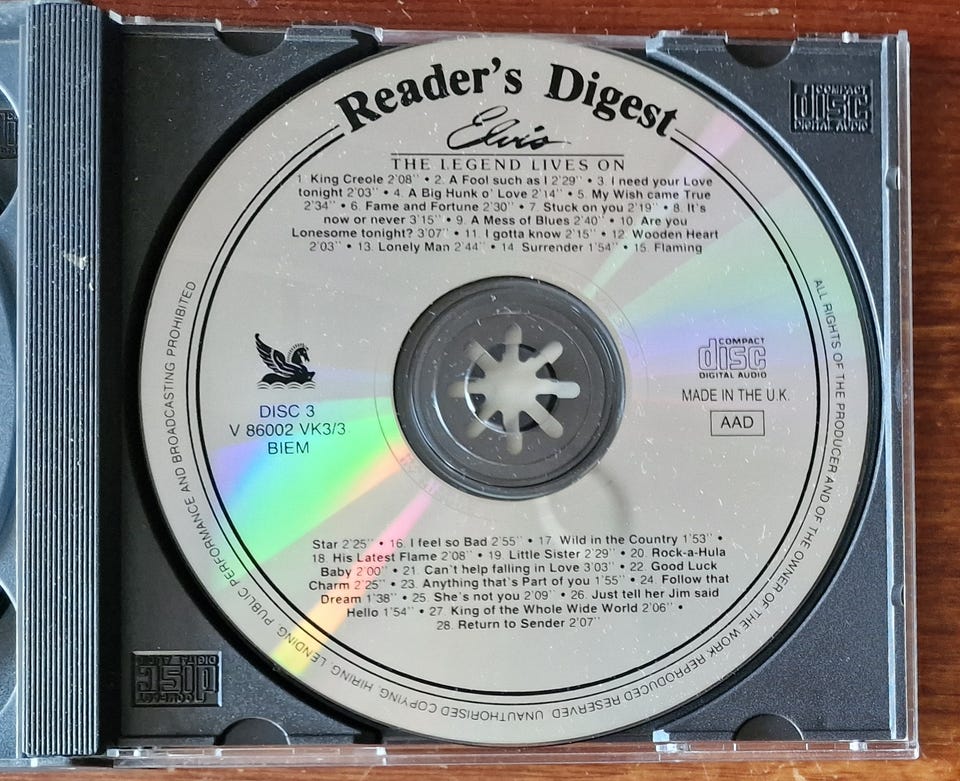 Reader's Digest
Elvis
THE LEGEND LIVES ON
1. King Creole 2'08'' • 2. A Fool such as I 2'29'' • 3. I need your Love
tonight 2'03'' • 4. A Big Hunk o' Love 2'14'' • 5. My Wish came True
2'34'' • 6. Fame and Fortune 2'30'' • 7. Stuck on you 2'19'' • 8. It's
now or never 3'15'' • 9. A Mess of Blues 2'40'' • 10. Are you
Lonesome tonight? 3'07'' • 11. I gotta know 2'15'' • 12. Wooden Heart
2'03'' • 13. Lonely Man 2'44'' • 14. Surrender 1'54'' • 15. Flaming
DISC 3
V 86002 VK3/3
BIEM
COMPACT
disc
DIGITAL AUDIO
MADE IN THE U.K.
AAD
Star 2'25'' • 16. I feel so Bad 2'55'' • 17. Wild in the Country 1'53'' •
18. His Latest Flame 2'08'' • 19. Little Sister 2'29'' • 20. Rock-a-Hula
Baby 2'00'' • 21. Can't help falling in Love 3'03'' • 22. Good Luck
Charm 2'25'' • 23. Anything that's Part of you 1'55'' • 24. Follow that
Dream 1'38'' • 25. She's not you 2'09'' • 26. Just tell her Jim said
Hello 1'54'' • 27. King of the Whole Wide World 2'06'' •
28. Return to Sender 2'07''
ALL RIGHTS OF THE PRODUCER AND OF THE OWNER OF THE WORK REPRODUCED RESERVED. UNAUTHORISED COPYING, HIRING, LENDING, PUBLIC PERFORMANCE AND BROADCASTING PROHIBITED
COMPACT
disc
DIGITAL AUDIO
COMPACT
disc
DIGITAL AUDIO